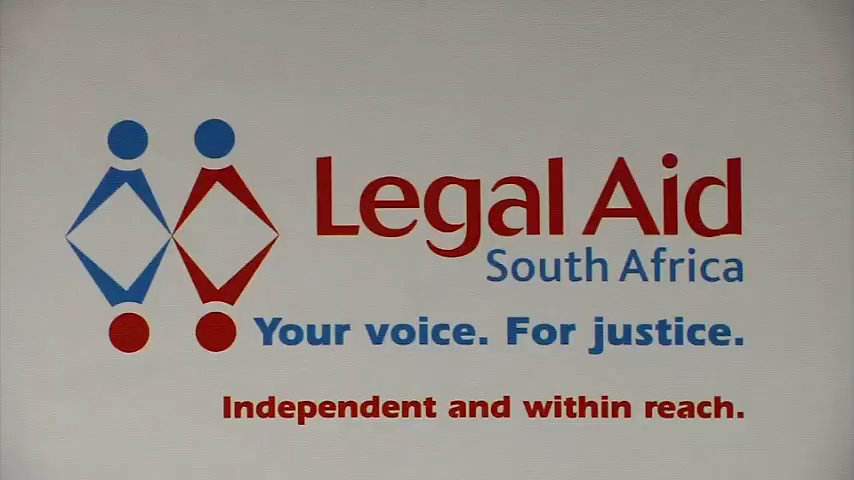 Legal Aid
South Africa
Your voice. For justice.
Independent and within reach.